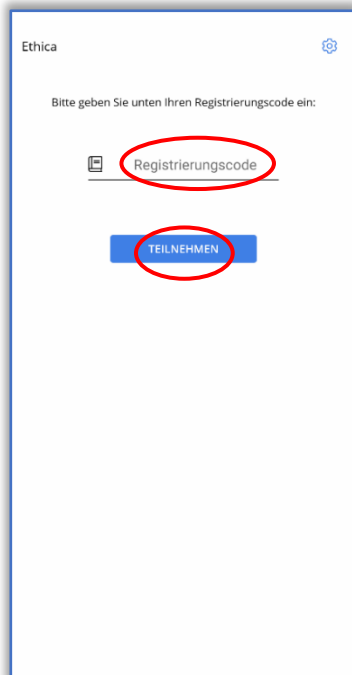 Ethica
Bitte geben Sie unten Ihren Registrierungscode ein:
Registrierungscode
TEILNEHMEN